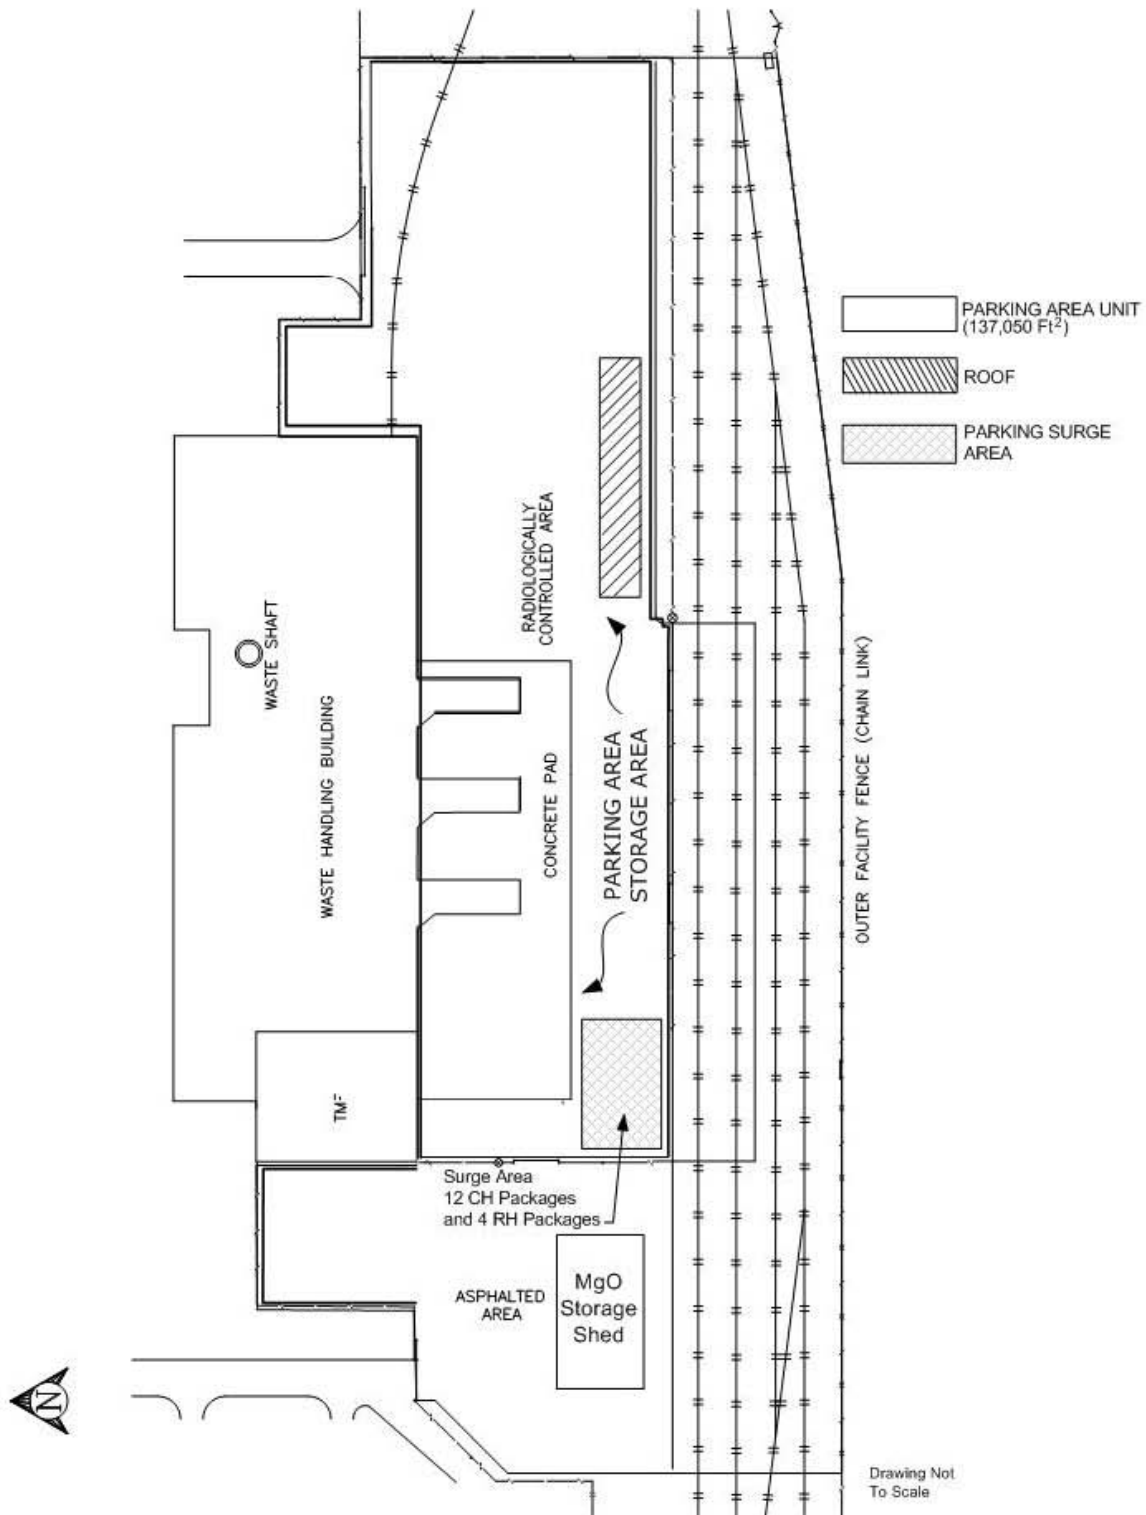 PARKING AREA UNIT
(137,050 Ft²)
ROOF
PARKING SURGE
AREA
RADIOLOGICALLY
CONTROLLED AREA
WASTE SHAFT
WASTE HANDLING BUILDING
CONCRETE PAD
PARKING AREA
STORAGE AREA
OUTER FACILITY FENCE (CHAIN LINK)
TMF
Surge Area
12 CH Packages
and 4 RH Packages
ASPHALTED
AREA
MgO
Storage
Shed
N
Drawing Not
To Scale